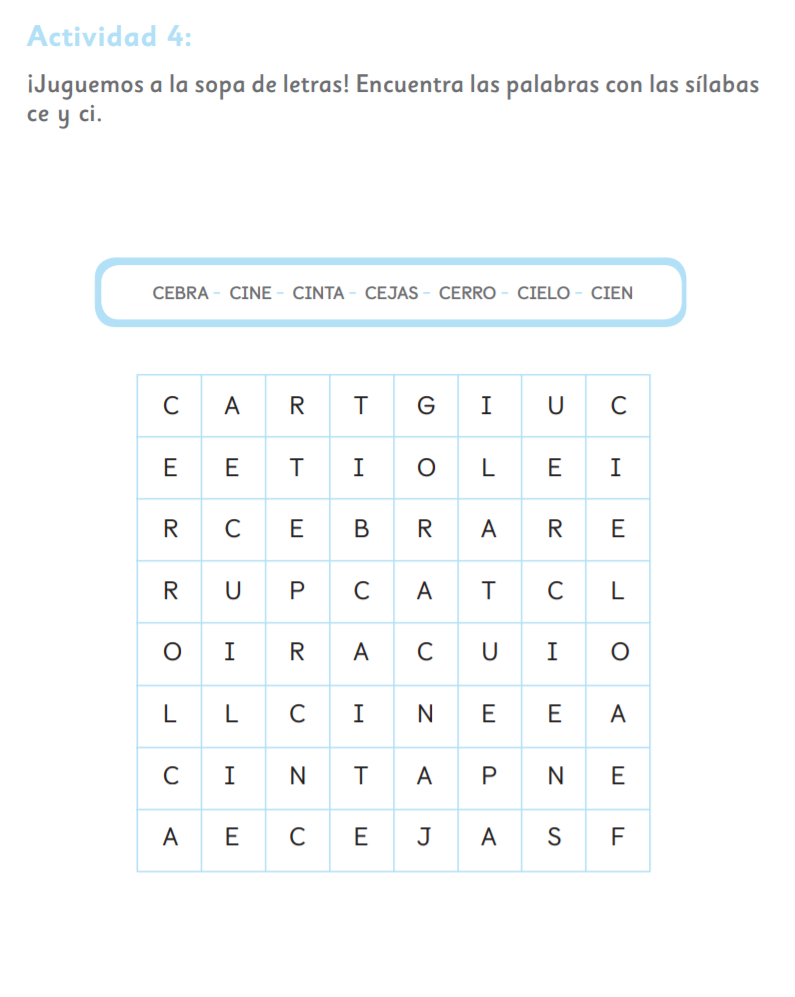 Actividad 4:
¡Juguemos a la sopa de letras! Encuentra las palabras con las sílabas
ce y ci.
CEBRA - CINE - CINTA - CEJAS - CERRO - CIELO - CIEN
C A R T G I U C
E E T I O L E I
R C E B R A R E
R U P C A T C L
O I R A C U I O
L L C I N E E A
C I N T A P N E
A E C E J A S F